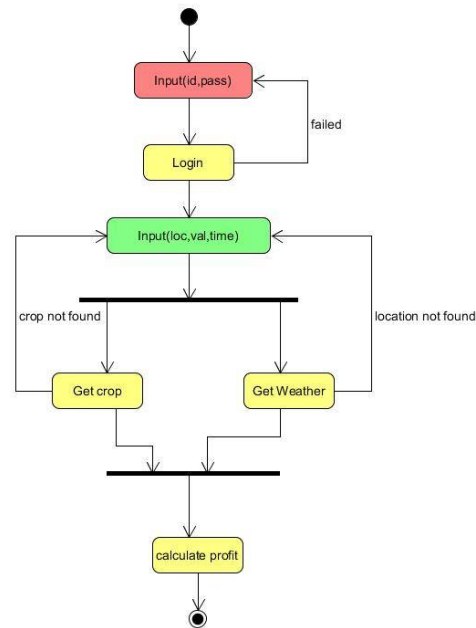 Input(id,pass)
failed
Login
Input(loc,val,time)
crop not found
location not found
Get crop
Get Weather
calculate profit